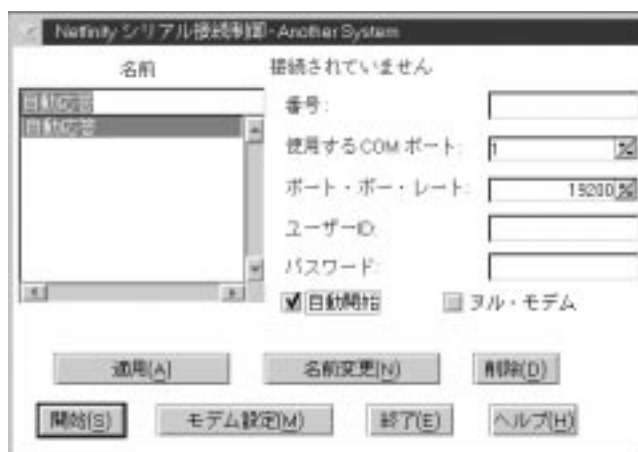 Netfinity シリアル接続制御 - Another System
名前
接続されていません
自動応答
自動応答
番号:
使用するCOM ポート:
1
ポート・ボー・レート:
19200
ユーザーID:
パスワード:
自動開始
ヌル・モデム
適用(A)
名前変更(N)
削除(D)
開始(S)
モデム設定(M)
終了(E)
ヘルプ(H)